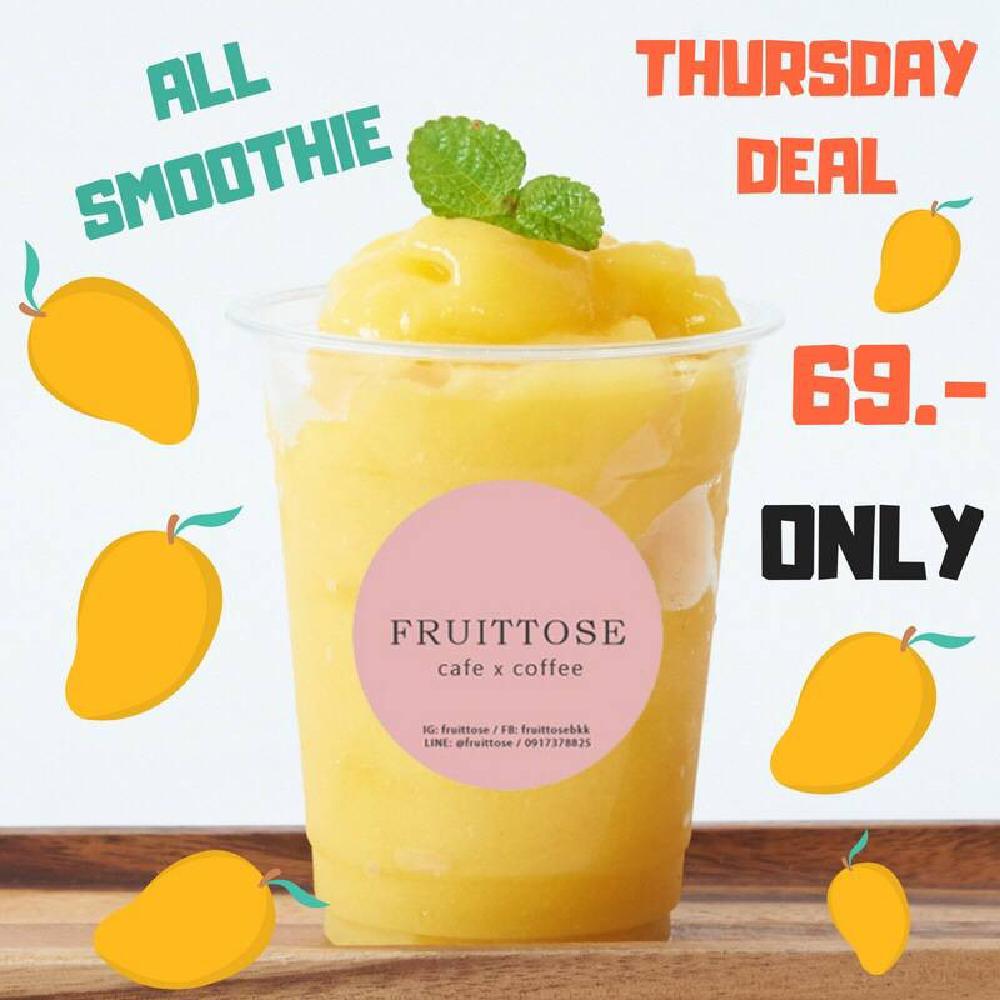 ALL
SMOOTHIE
THURSDAY
DEAL
69.-
ONLY
FRUITTOSE
cafe x coffee
IG: fruittose / FB: fruittosebkk
LINE: @fruittose / 0917378825